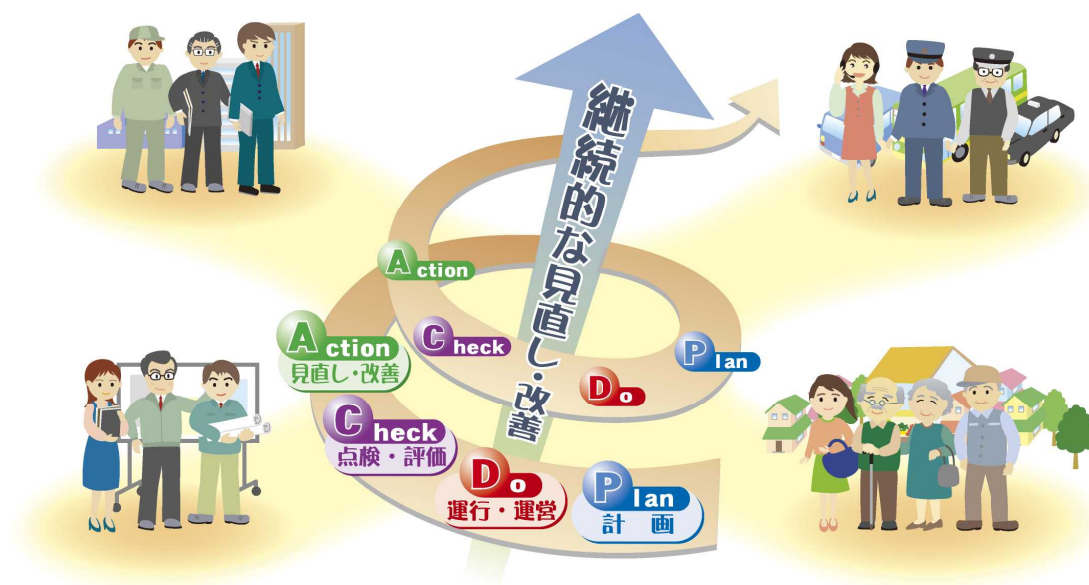 継続的な見直し・改善
Action
Check
Do
Plan
Action
見直し・改善
Check
点検・評価
Do
運行・運営
Plan
計 画